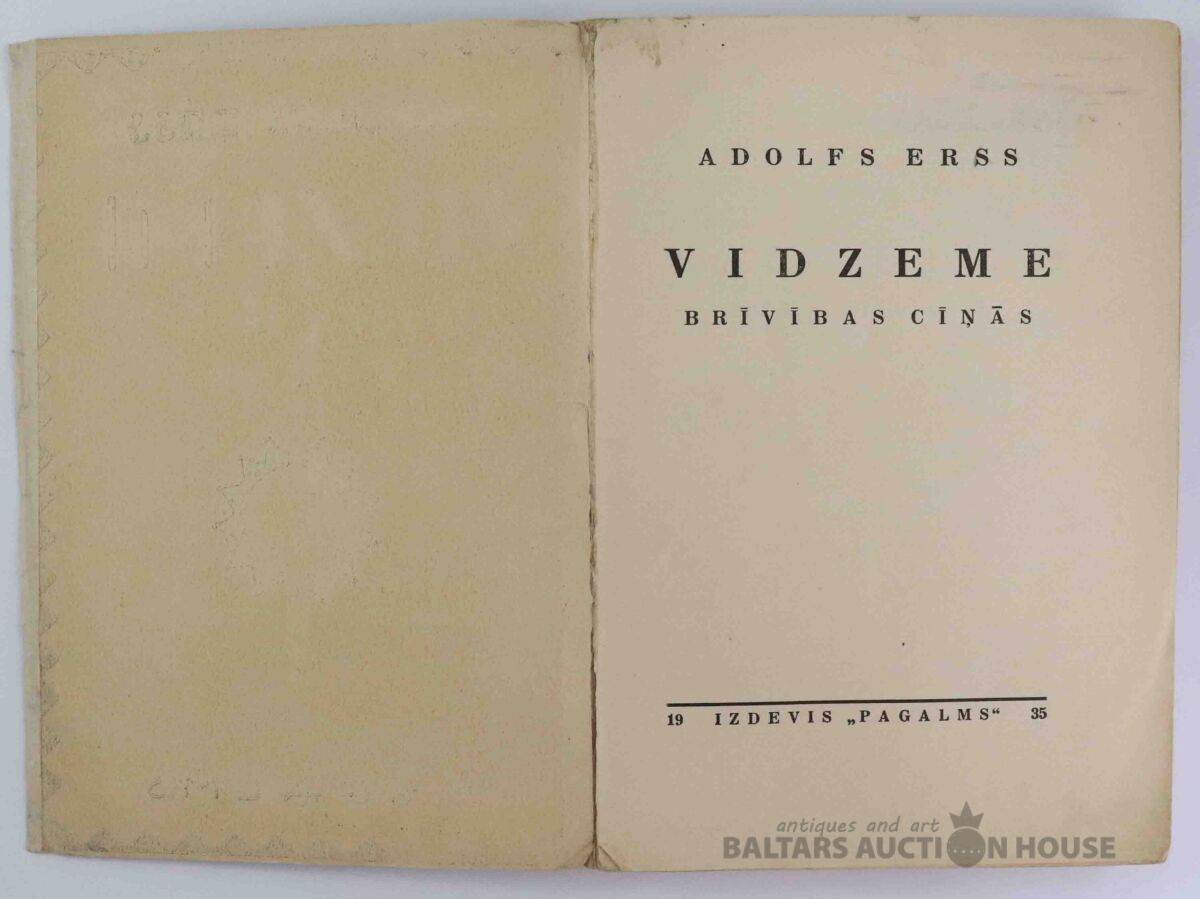 ADOLFS ERSS
VIDZEME
BRĪVĪBAS CĪŅĀS
19 IZDEVIS „PAGALMS“ 35
antiques and art
BALTARS AUCTION HOUSE